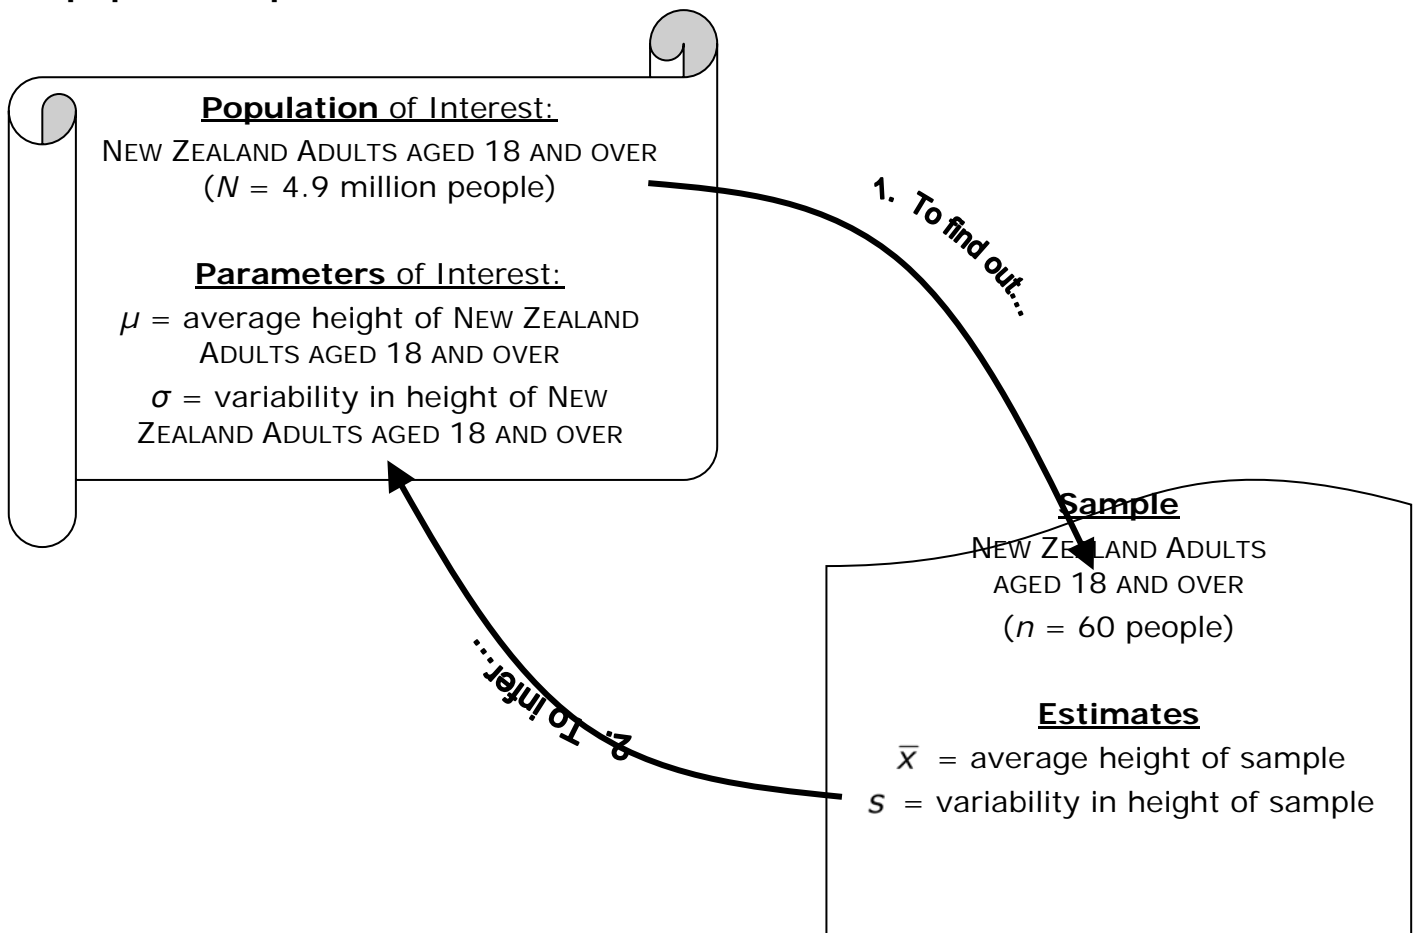 Population of Interest:
NEW ZEALAND ADULTS AGED 18 AND OVER
(N = 4.9 million people)
Parameters of Interest:
μ = average height of NEW ZEALAND
ADULTS AGED 18 AND OVER
σ = variability in height of NEW
ZEALAND ADULTS AGED 18 AND OVER
1. To find out...
Sample
NEW ZEALAND ADULTS
AGED 18 AND OVER
(n = 60 people)
Estimates
x̅ = average height of sample
s = variability in height of sample
2. To infer...